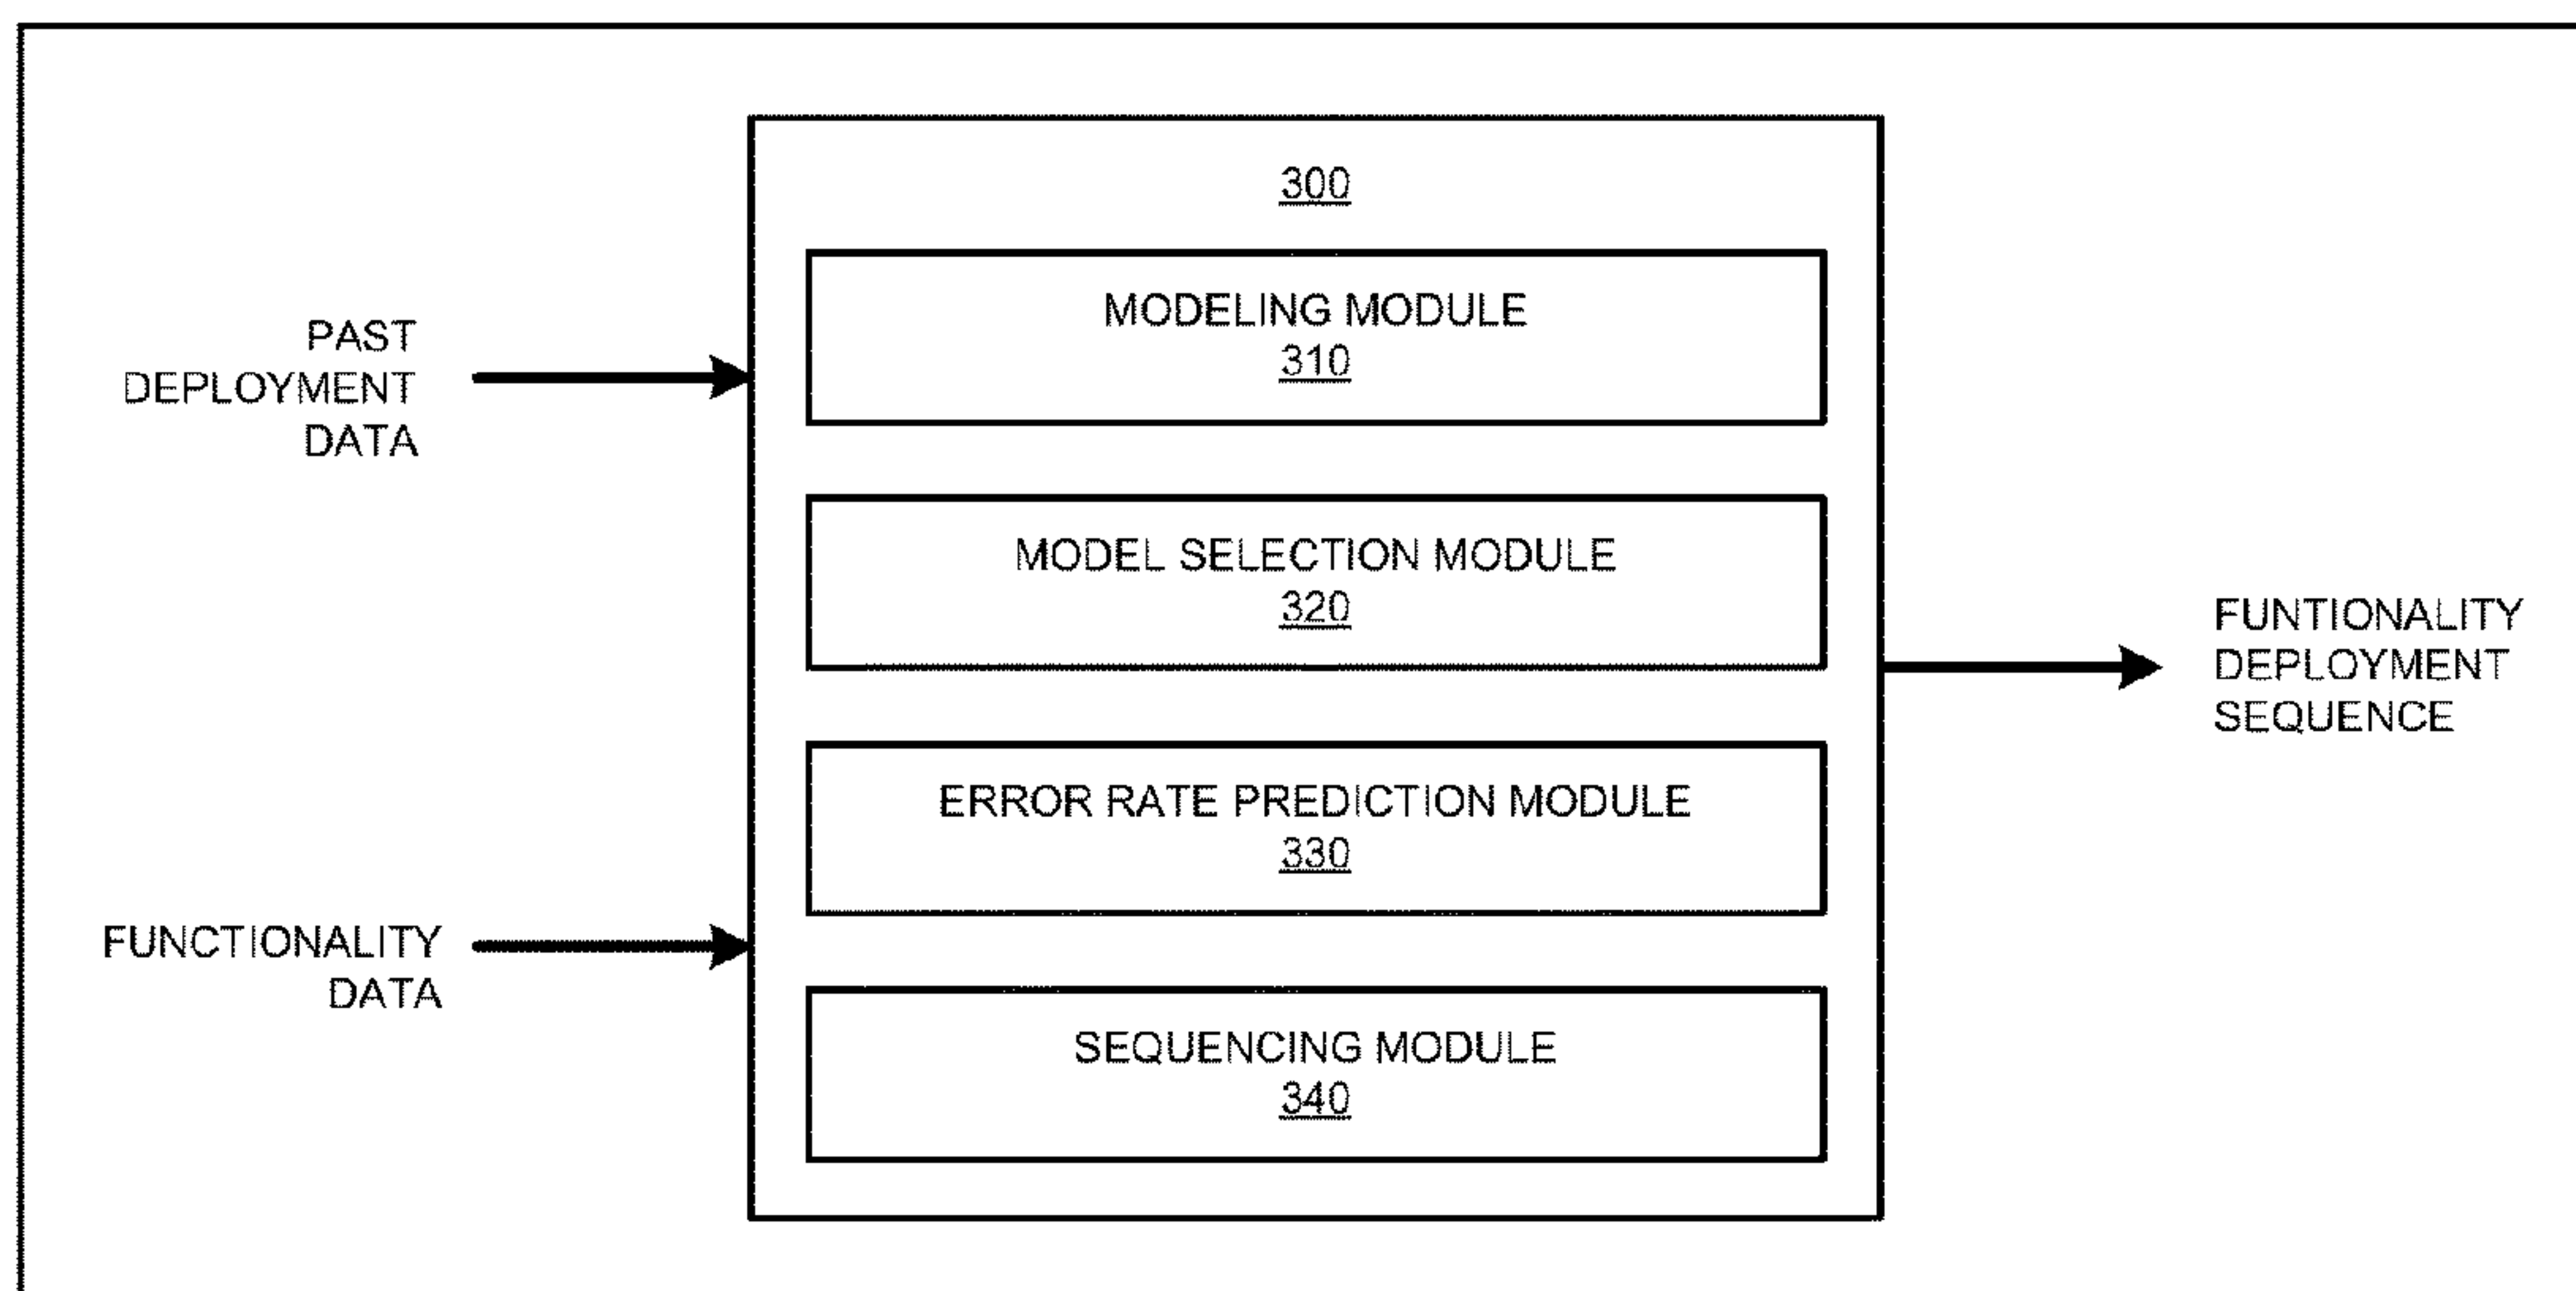 PAST
DEPLOYMENT
DATA
FUNCTIONALITY
DATA
300
MODELING MODULE
310
MODEL SELECTION MODULE
320
ERROR RATE PREDICTION MODULE
330
SEQUENCING MODULE
340
FUNTIONALITY
DEPLOYMENT
SEQUENCE